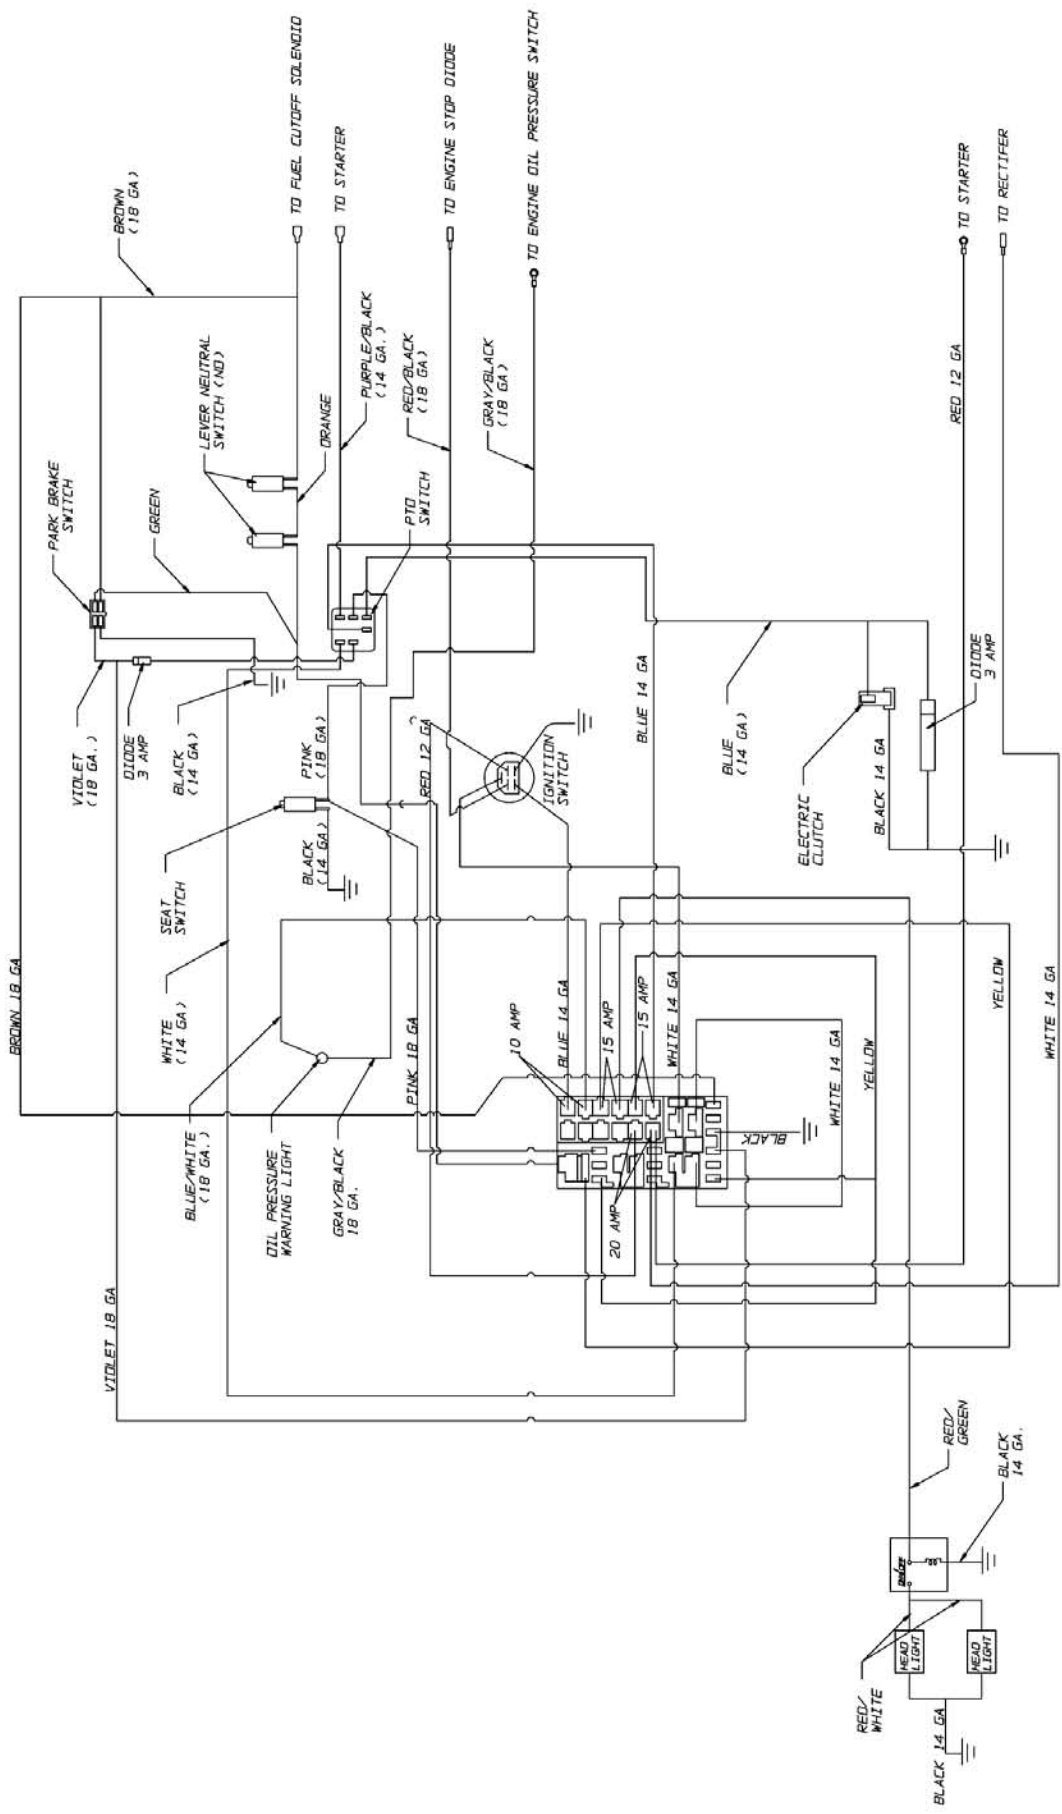 TO FUEL CUTOFF SOLENOID
TO STARTER
TO ENGINE STOP DIODE
TO ENGINE OIL PRESSURE SWITCH
TO STARTER
TO RECTIFER
BROWN
(18 GA)
LEVER NEUTRAL
SWITCH (NO)
ORANGE
PURPLE/BLACK
(14 GA.)
RED/BLACK
(18 GA)
GRAY/BLACK
(18 GA)
RED 12 GA
PARK BRAKE
SWITCH
GREEN
PTO
SWITCH
VIOLET
(18 GA.)
DIODE
3 AMP
BLACK
(14 GA)
PINK
(18 GA)
RED 12 GA
IGNITION
SWITCH
BLUE 14 GA
BLUE
(14 GA)
DIODE
3 AMP
SEAT
SWITCH
BLACK
(14 GA)
ELECTRIC
CLUTCH
BLACK 14 GA
BROWN 18 GA
WHITE
(14 GA)
BLUE/WHITE
(18 GA.)
OIL PRESSURE
WARNING LIGHT
GRAY/BLACK
18 GA.
PINK 18 GA
10 AMP
BLUE 14 GA
15 AMP
15 AMP
WHITE 14 GA
YELLOW
WHITE 14 GA
WHITE 14 GA
YELLOW
BLACK
20 AMP
VIOLET 18 GA
RED/
GREEN
BLACK
14 GA.
ON/OFF
HEAD
LIGHT
HEAD
LIGHT
RED/
WHITE
BLACK 14 GA